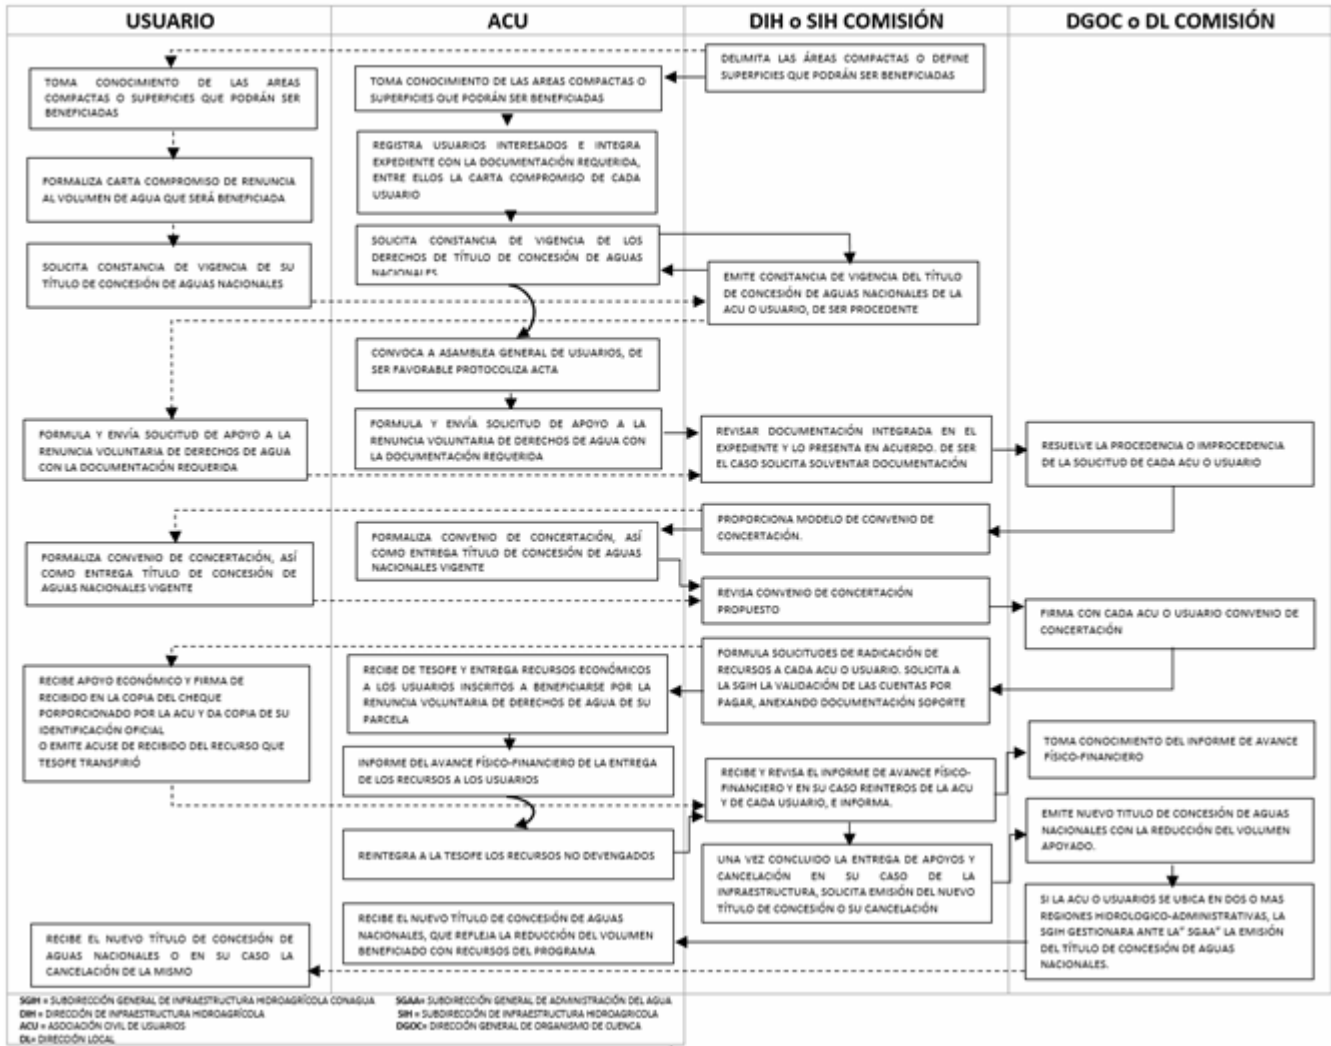 USUARIO
ACU
DIH o SIH COMISIÓN
DGOC o DL COMISIÓN
TOMA CONOCIMIENTO DE LAS AREAS
COMPACTAS O SUPERFICIES QUE PODRÁN SER
BENEFICIADAS
FORMALIZA CARTA COMPROMISO DE RENUNCIA
AL VOLUMEN DE AGUA QUE SERÁ BENEFICIADA
SOLICITA CONSTANCIA DE VIGENCIA DE SU
TÍTULO DE CONCESIÓN DE AGUAS NACIONALES
FORMULA Y ENVÍA SOLICITUD DE APOYO A LA
RENUNCIA VOLUNTARIA DE DERECHOS DE AGUA
CON LA DOCUMENTACIÓN REQUERIDA
FORMALIZA CONVENIO DE CONCERTACIÓN, ASÍ
COMO ENTREGA TÍTULO DE CONCESIÓN DE
AGUAS NACIONALES VIGENTE
RECIBE APOYO ECONÓMICO Y FIRMA DE
RECIBIDO EN LA COPIA DEL CHEQUE
PORPORCIONADO POR LA ACU Y DA COPIA DE SU
IDENTIFICACIÓN OFICIAL
O EMITE ACUSE DE RECIBIDO DEL RECURSO QUE
TESOFE TRANSFIRIÓ
RECIBE EL NUEVO TÍTULO DE CONCESIÓN DE
AGUAS NACIONALES O EN SU CASO LA
CANCELACIÓN DE LA MISMO
TOMA CONOCIMIENTO DE LAS AREAS COMPACTAS O
SUPERFICIES QUE PODRÁN SER BENEFICIADAS
REGISTRA USUARIOS INTERESADOS E INTEGRA
EXPEDIENTE CON LA DOCUMENTACIÓN REQUERIDA,
ENTRE ELLOS LA CARTA COMPROMISO DE CADA
USUARIO
SOLICITA CONSTANCIA DE VIGENCIA DE LOS
DERECHOS DE TÍTULO DE CONCESIÓN DE AGUAS
NACIONALES
CONVOCA A ASAMBLEA GENERAL DE USUARIOS, DE
SER FAVORABLE PROTOCOLIZA ACTA
FORMULA Y ENVÍA SOLICITUD DE APOYO A LA
RENUNCIA VOLUNTARIA DE DERECHOS DE AGUA CON
LA DOCUMENTACIÓN REQUERIDA
FORMALIZA CONVENIO DE CONCERTACIÓN, ASÍ
COMO ENTREGA TÍTULO DE CONCESIÓN DE AGUAS
NACIONALES VIGENTE
RECIBE DE TESOFE Y ENTREGA RECURSOS ECONÓMICOS
A LOS USUARIOS INSCRITOS A BENEFICIARSE POR LA
RENUNCIA VOLUNTARIA DE DERECHOS DE AGUA DE SU
PARCELA
INFORME DEL AVANCE FÍSICO-FINANCIERO DE LA ENTREGA
DE LOS RECURSOS A LOS USUARIOS
REINTEGRA A LA TESOFE LOS RECURSOS NO DEVENGADOS
RECIBE EL NUEVO TÍTULO DE CONCESIÓN DE AGUAS
NACIONALES, QUE REFLEJA LA REDUCCIÓN DEL VOLUMEN
BENEFICIADO CON RECURSOS DEL PROGRAMA
DELIMITA LAS ÁREAS COMPACTAS O DEFINE
SUPERFICIES QUE PODRÁN SER BENEFICIADAS
EMITE CONSTANCIA DE VIGENCIA DEL TÍTULO
DE CONCESIÓN DE AGUAS NACIONALES DE LA
ACU O USUARIO, DE SER PROCEDENTE
REVISAR DOCUMENTACIÓN INTEGRADA EN EL
EXPEDIENTE Y LO PRESENTA EN ACUERDO. DE SER
EL CASO SOLICITA SOLVENTAR DOCUMENTACIÓN
PROPORCIONA MODELO DE CONVENIO DE
CONCERTACIÓN.
REVISA CONVENIO DE CONCERTACIÓN
PROPUESTO
FORMULA SOLICITUDES DE RADICACIÓN DE
RECURSOS A CADA ACU O USUARIO. SOLICITA A
LA SGIH LA VALIDACIÓN DE LAS CUENTAS POR
PAGAR, ANEXANDO DOCUMENTACIÓN SOPORTE
RECIBE Y REVISA EL INFORME DE AVANCE FÍSICO-
FINANCIERO Y EN SU CASO REINTEROS DE LA ACU
Y DE CADA USUARIO, E INFORMA.
UNA VEZ CONCLUIDO LA ENTREGA DE APOYOS Y
CANCELACIÓN EN SU CASO DE LA
INFRAESTRUCTURA, SOLICITA EMISIÓN DEL NUEVO
TÍTULO DE CONCESIÓN O SU CANCELACIÓN
RESUELVE LA PROCEDENCIA O IMPROCEDENCIA
DE LA SOLICITUD DE CADA ACU O USUARIO
FIRMA CON CADA ACU O USUARIO CONVENIO DE
CONCERTACIÓN
TOMA CONOCIMIENTO DEL INFORME DE AVANCE
FÍSICO-FINANCIERO
EMITE NUEVO TITULO DE CONCESIÓN DE AGUAS
NACIONALES CON LA REDUCCIÓN DEL VOLUMEN
APOYADO.
SI LA ACU O USUARIOS SE UBICA EN DOS O MAS
REGIONES HIDROLOGICO-ADMINISTRATIVAS, LA
SGIH GESTIONARA ANTE LA" SGAA" LA EMISIÓN
DEL TÍTULO DE CONCESIÓN DE AGUAS
NACIONALES.
SGIH = SUBDIRECCIÓN GENERAL DE INFRAESTRUCTURA HIDROAGRÍCOLA CONAGUA
DIH = DIRECCIÓN DE INFRAESTRUCTURA HIDROAGRÍCOLA
ACU = ASOCIACIÓN CIVIL DE USUARIOS
DL= DIRECCIÓN LOCAL
SGAA= SUBDIRECCIÓN GENERAL DE ADMINISTRACIÓN DEL AGUA
SIH = SUBDIRECCIÓN DE INFRAESTRUCTURA HIDROAGRICOLA
DGOC= DIRECCIÓN GENERAL DE ORGANISMO DE CUENCA